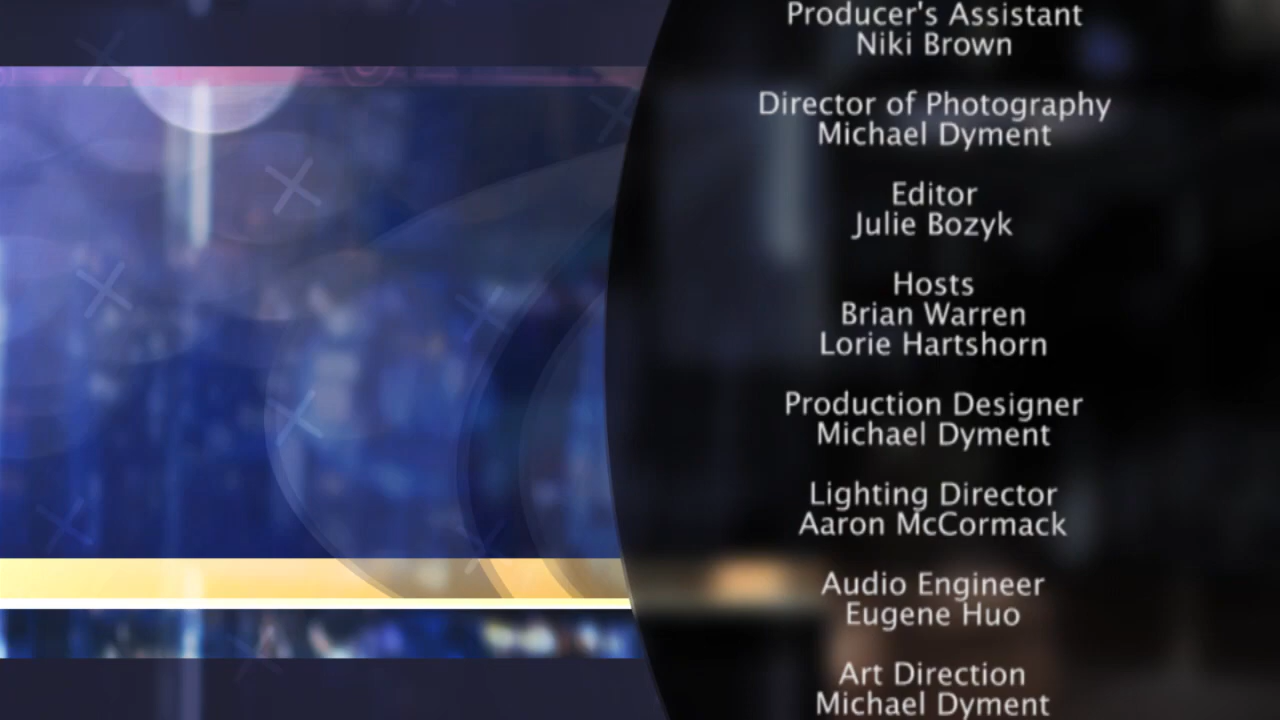 Producer's Assistant
Niki Brown
Director of Photography
Michael Dyment
Editor
Julie Bozyk
Hosts
Brian Warren
Lorie Hartshorn
Production Designer
Michael Dyment
Lighting Director
Aaron McCormack
Audio Engineer
Eugene Huo
Art Direction
Michael Dyment